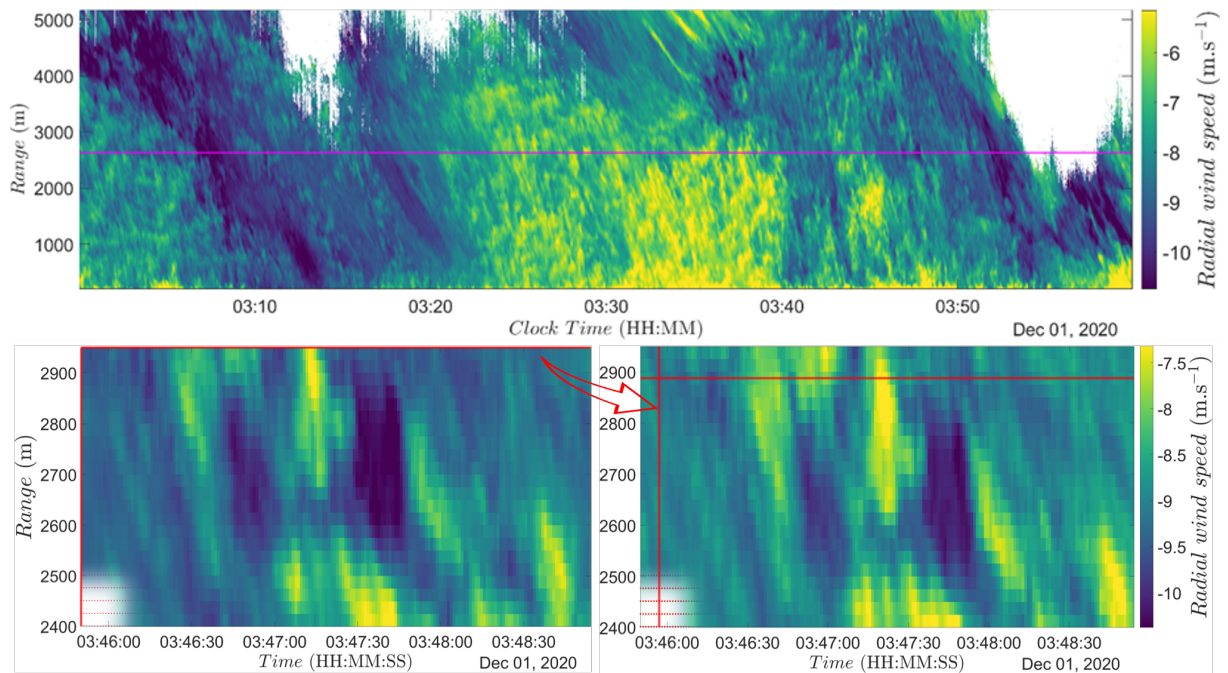 5000
4000
3000
2000
1000
Range (m)
03:10 03:20 03:30 03:40 03:50
Clock Time (HH:MM)
Dec 01, 2020
-6
-7
-8
-9
-10
Radial wind speed (m.s⁻¹)
2900
2800
2700
2600
2500
2400
Range (m)
03:46:00 03:46:30 03:47:00 03:47:30 03:48:00 03:48:30
Time (HH:MM:SS)
Dec 01, 2020
2900
2800
2700
2600
2500
2400
03:46:00 03:46:30 03:47:00 03:47:30 03:48:00 03:48:30
Time (HH:MM:SS)
Dec 01, 2020
-7.5
-8
-8.5
-9
-9.5
-10
Radial wind speed (m.s⁻¹)